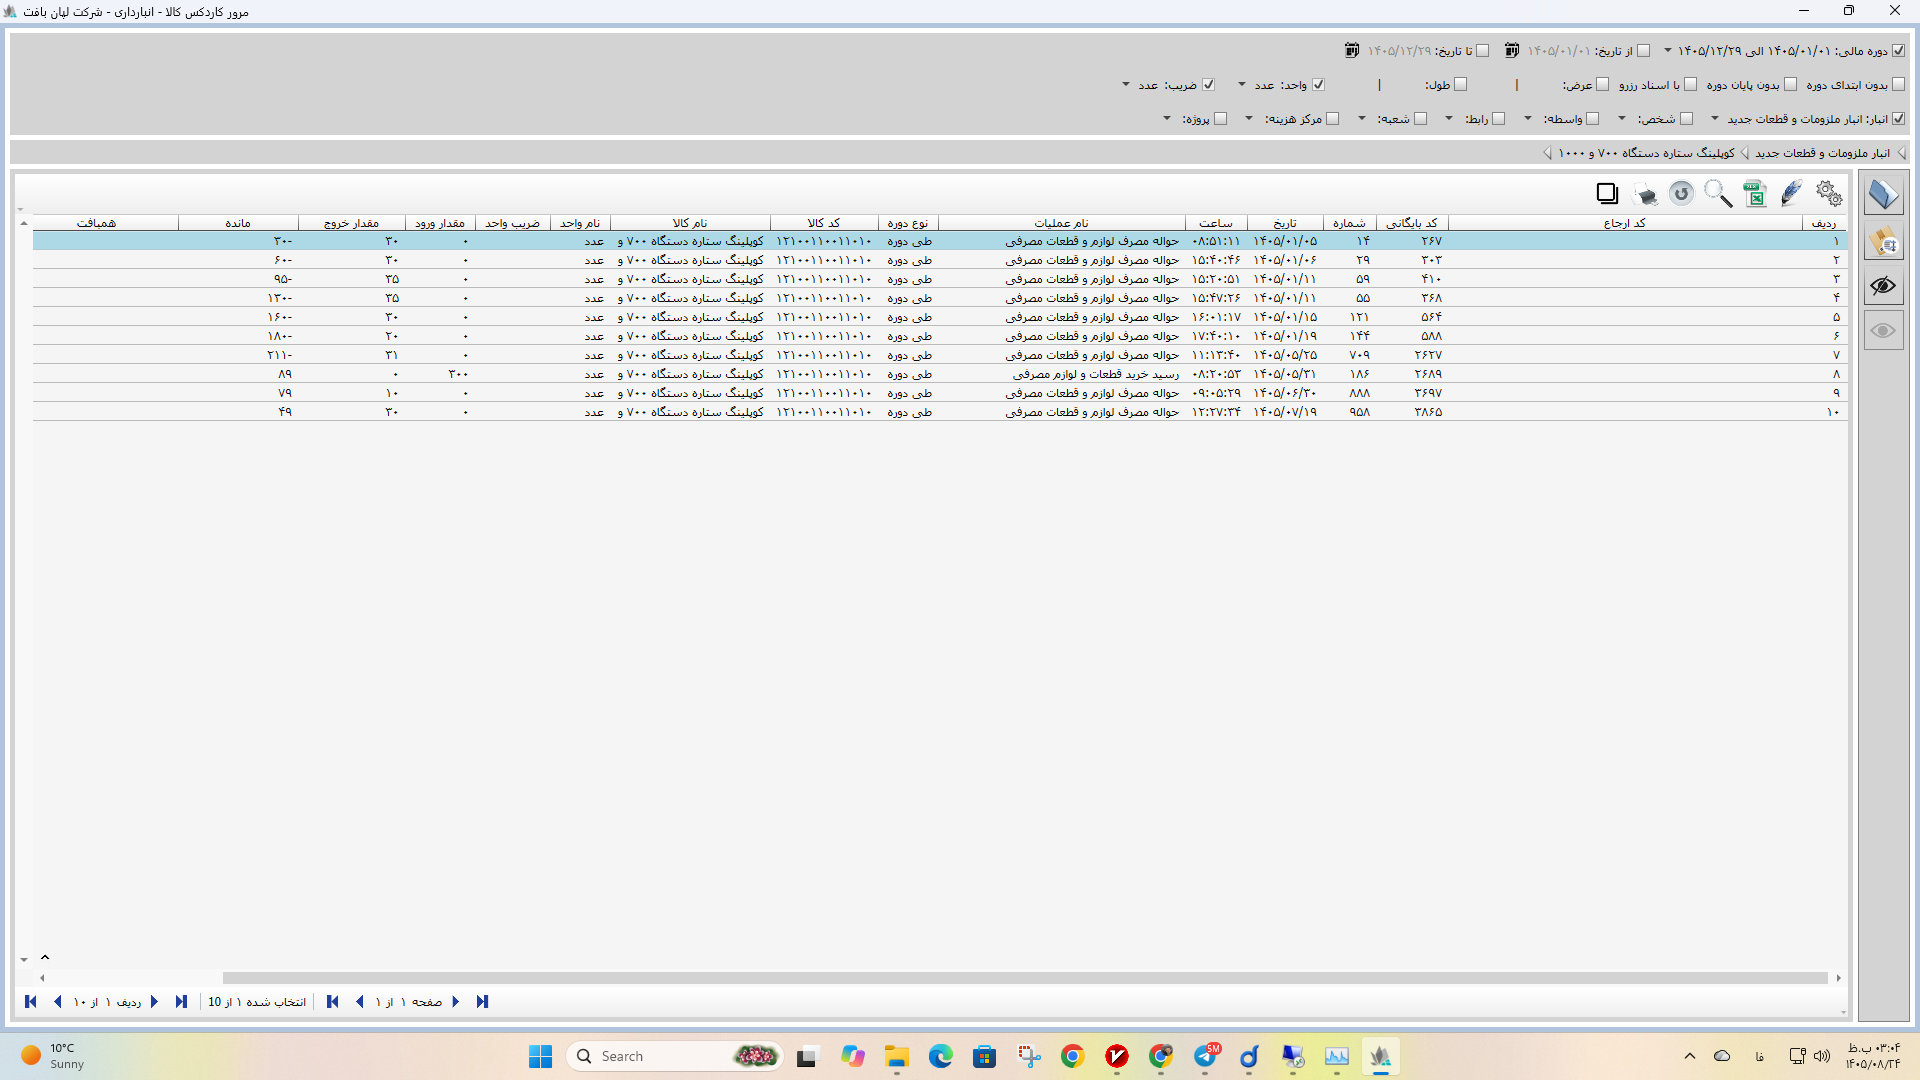 مرور کاردکس کالا - انبارداری - شرکت لپان بافت
دوره مالی: ۱۴۰۵/۰۱/۰۱ الی ۱۴۰۵/۱۲/۲۹ از تاریخ: ۱۴۰۵/۰۱/۰۱ تا تاریخ: ۱۴۰۵/۱۲/۲۹
بدون ابتدای دوره بدون پایان دوره با اسناد رزرو عرض: | طول: | واحد: عدد ضریب: عدد
انبار: انبار ملزومات و قطعات جدید شخص: واسطه: رابط: شعبه: مرکز هزینه: پروژه:
انبار ملزومات و قطعات جدید کوپلینگ ستاره دستگاه ۷۰۰ و ۱۰۰۰
ردیف کد ارجاع کد بایگانی شماره تاریخ ساعت نام عملیات نوع دوره کد کالا نام کالا نام واحد ضریب واحد مقدار ورود مقدار خروج مانده همبافت
۱ ۲۶۷ ۱۴ ۱۴۰۵/۰۱/۰۵ ۰۸:۵۱:۱۱ حواله مصرف لوازم و قطعات مصرفی طی دوره ۱۲۱۰۰۱۱۰۰۱۱۰۱۰ کوپلینگ ستاره دستگاه ۷۰۰ و عدد ۰ ۳۰ -۳۰
۲ ۳۰۳ ۲۹ ۱۴۰۵/۰۱/۰۶ ۱۵:۴۰:۴۶ حواله مصرف لوازم و قطعات مصرفی طی دوره ۱۲۱۰۰۱۱۰۰۱۱۰۱۰ کوپلینگ ستاره دستگاه ۷۰۰ و عدد ۰ ۳۰ -۶۰
۳ ۴۱۰ ۵۹ ۱۴۰۵/۰۱/۱۱ ۱۵:۲۰:۵۱ حواله مصرف لوازم و قطعات مصرفی طی دوره ۱۲۱۰۰۱۱۰۰۱۱۰۱۰ کوپلینگ ستاره دستگاه ۷۰۰ و عدد ۰ ۳۵ -۹۵
۴ ۳۶۸ ۵۵ ۱۴۰۵/۰۱/۱۱ ۱۵:۴۷:۲۶ حواله مصرف لوازم و قطعات مصرفی طی دوره ۱۲۱۰۰۱۱۰۰۱۱۰۱۰ کوپلینگ ستاره دستگاه ۷۰۰ و عدد ۰ ۳۵ -۱۳۰
۵ ۵۶۴ ۱۲۱ ۱۴۰۵/۰۱/۱۵ ۱۶:۰۱:۱۷ حواله مصرف لوازم و قطعات مصرفی طی دوره ۱۲۱۰۰۱۱۰۰۱۱۰۱۰ کوپلینگ ستاره دستگاه ۷۰۰ و عدد ۰ ۳۰ -۱۶۰
۶ ۵۸۸ ۱۴۴ ۱۴۰۵/۰۱/۱۹ ۱۷:۴۰:۱۰ حواله مصرف لوازم و قطعات مصرفی طی دوره ۱۲۱۰۰۱۱۰۰۱۱۰۱۰ کوپلینگ ستاره دستگاه ۷۰۰ و عدد ۰ ۲۰ -۱۸۰
۷ ۲۶۲۷ ۷۰۹ ۱۴۰۵/۰۵/۲۵ ۱۱:۱۳:۴۰ حواله مصرف لوازم و قطعات مصرفی طی دوره ۱۲۱۰۰۱۱۰۰۱۱۰۱۰ کوپلینگ ستاره دستگاه ۷۰۰ و عدد ۰ ۳۱ -۲۱۱
۸ ۲۶۸۹ ۱۸۶ ۱۴۰۵/۰۵/۳۱ ۰۸:۲۰:۵۳ رسید خرید قطعات و لوازم مصرفی طی دوره ۱۲۱۰۰۱۱۰۰۱۱۰۱۰ کوپلینگ ستاره دستگاه ۷۰۰ و عدد ۳۰۰ ۰ ۸۹
۹ ۳۶۹۷ ۸۸۸ ۱۴۰۵/۰۶/۳۰ ۰۹:۰۵:۲۹ حواله مصرف لوازم و قطعات مصرفی طی دوره ۱۲۱۰۰۱۱۰۰۱۱۰۱۰ کوپلینگ ستاره دستگاه ۷۰۰ و عدد ۰ ۱۰ ۷۹
۱۰ ۳۸۶۵ ۹۵۸ ۱۴۰۵/۰۷/۱۹ ۱۲:۲۷:۳۴ حواله مصرف لوازم و قطعات مصرفی طی دوره ۱۲۱۰۰۱۱۰۰۱۱۰۱۰ کوپلینگ ستاره دستگاه ۷۰۰ و عدد ۰ ۳۰ ۴۹
صفحه ۱ از ۱ انتخاب شده ۱ از 10 ردیف ۱ از ۱۰
10°C
Sunny
Search
5M
فا
۰۳:۰۴ ب.ظ
۱۴۰۵/۰۸/۲۴